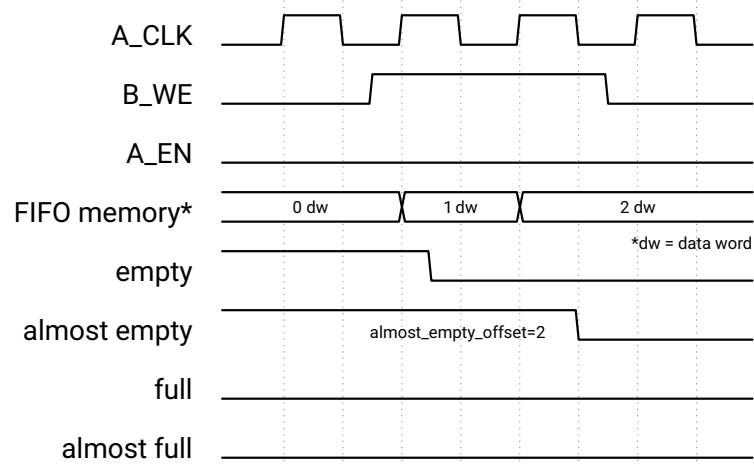 A_CLK
B_WE
A_EN
FIFO memory* 0 dw 1 dw 2 dw
*dw = data word
empty
almost empty almost_empty_offset=2
full
almost full